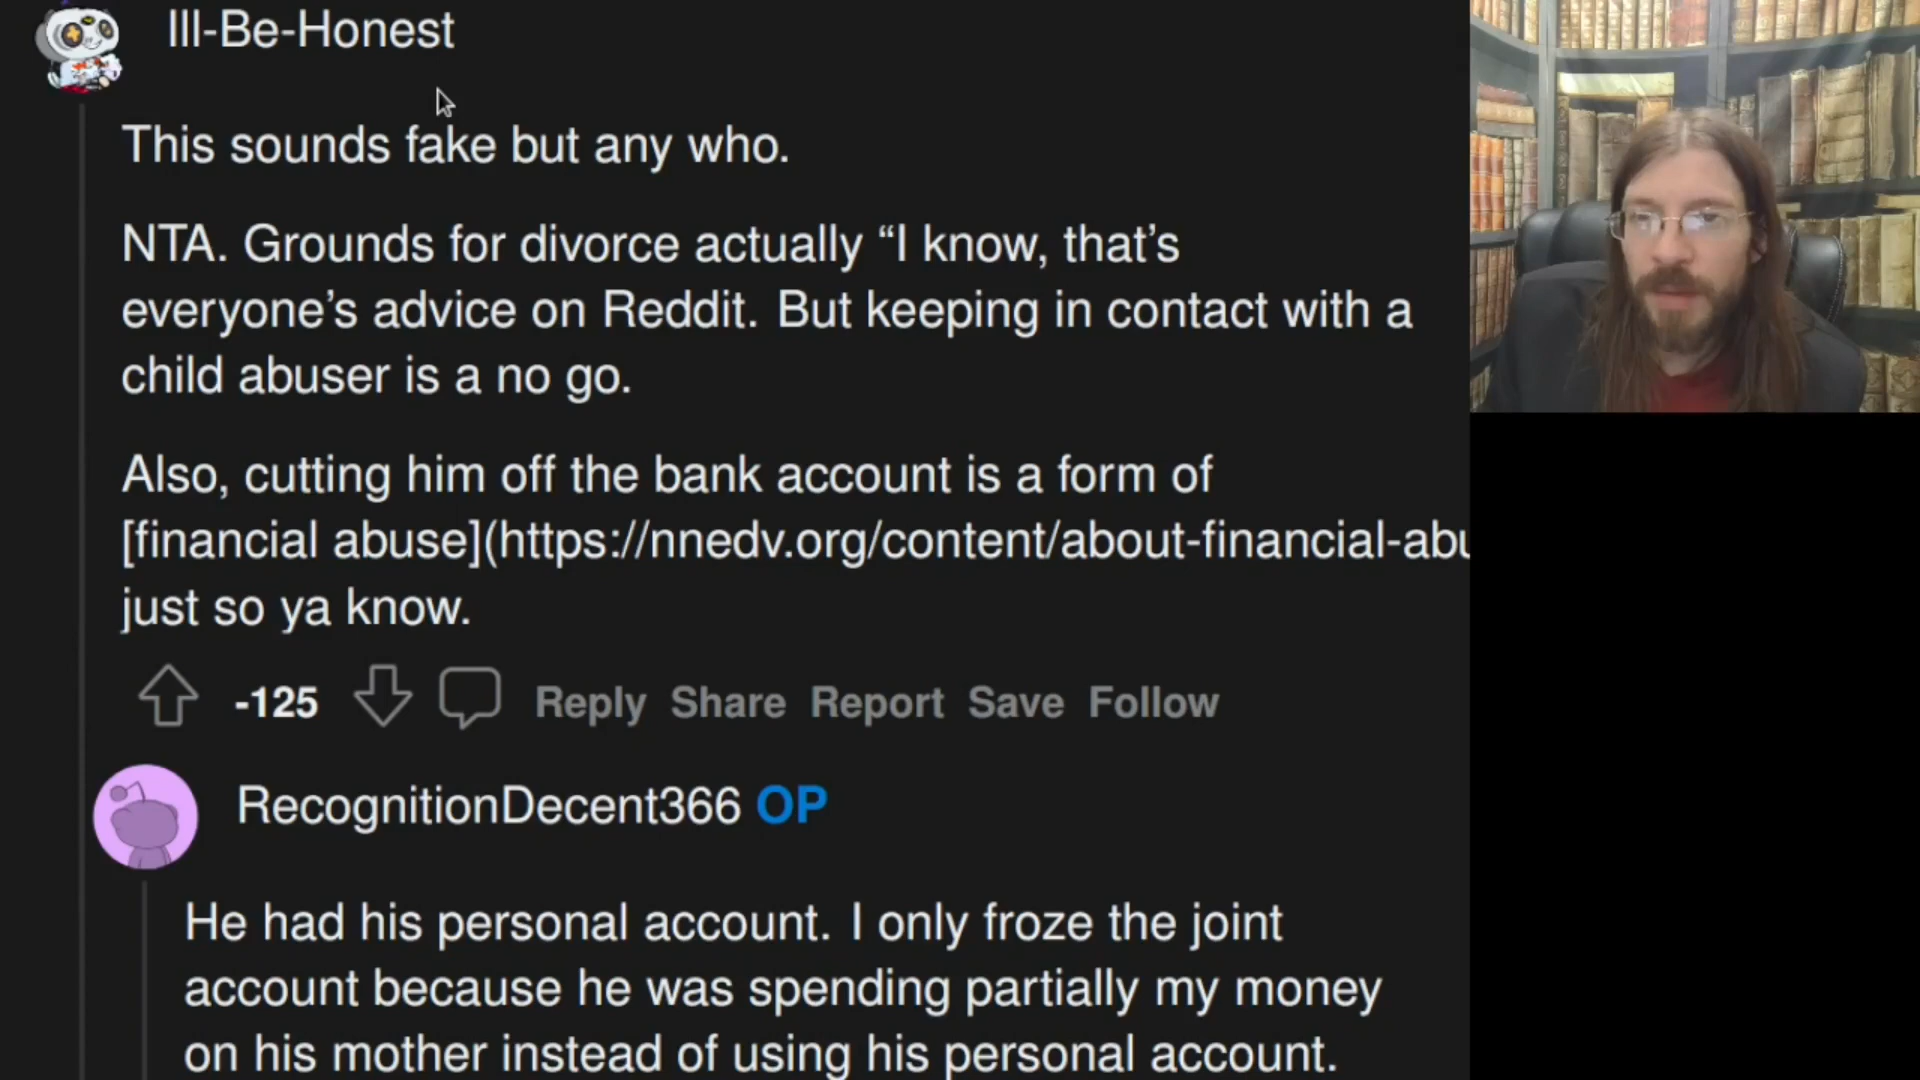 Ill-Be-Honest
This sounds fake but any who.
NTA. Grounds for divorce actually “I know, that’s
everyone’s advice on Reddit. But keeping in contact with a
child abuser is a no go.
Also, cutting him off the bank account is a form of
[financial abuse](https://nnedv.org/content/about-financial-abu
just so ya know.
-125 Reply Share Report Save Follow
RecognitionDecent366 OP
He had his personal account. I only froze the joint
account because he was spending partially my money
on his mother instead of using his personal account.